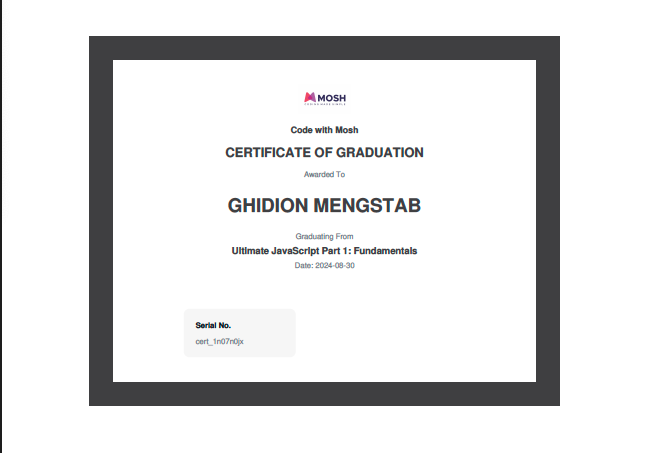 MOSH
Code with Mosh
CERTIFICATE OF GRADUATION
Awarded To
GHIDION MENGSTAB
Graduating From
Ultimate JavaScript Part 1: Fundamentals
Date: 2024-08-30
Serial No.
cert_1n07n0jx